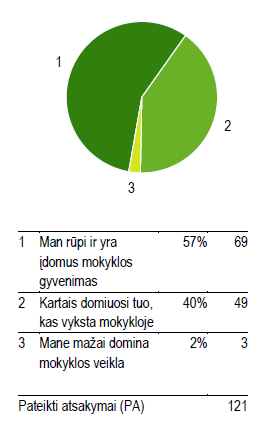 1
2
3
1 Man rūpi ir yra 57% 69
įdomus mokyklos
gyvenimas
2 Kartais domiuosi tuo, 40% 49
kas vyksta mokykloje
3 Mane mažai domina 2% 3
mokyklos veikla
Pateikti atsakymai (PA) 121